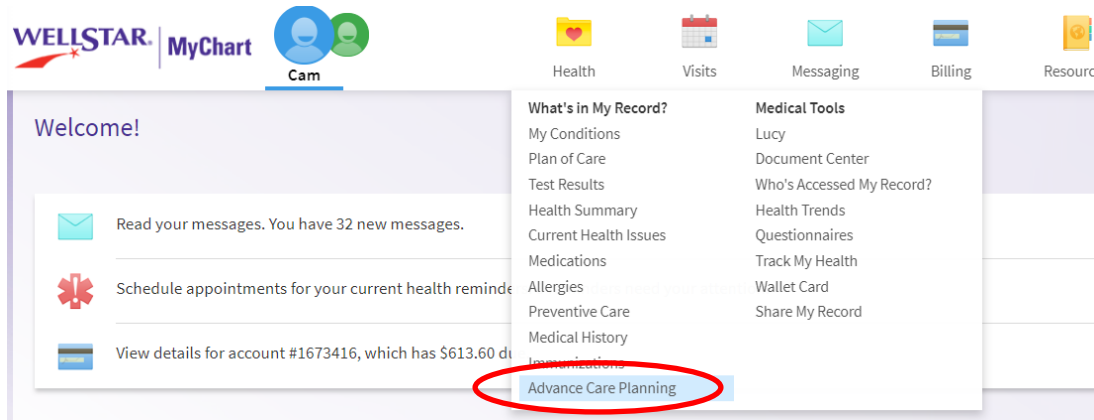 WELLSTAR. MyChart
Cam
Health Visits Messaging Billing Resourc
Welcome!
What's in My Record?
My Conditions
Plan of Care
Test Results
Health Summary
Current Health Issues
Medications
Allergies
Preventive Care
Medical History
Immunizations
Advance Care Planning
Medical Tools
Lucy
Document Center
Who's Accessed My Record?
Health Trends
Questionnaires
Track My Health
Wallet Card
Share My Record
Read your messages. You have 32 new messages.
Schedule appointments for your current health reminde
View details for account #1673416, which has $613.60 du